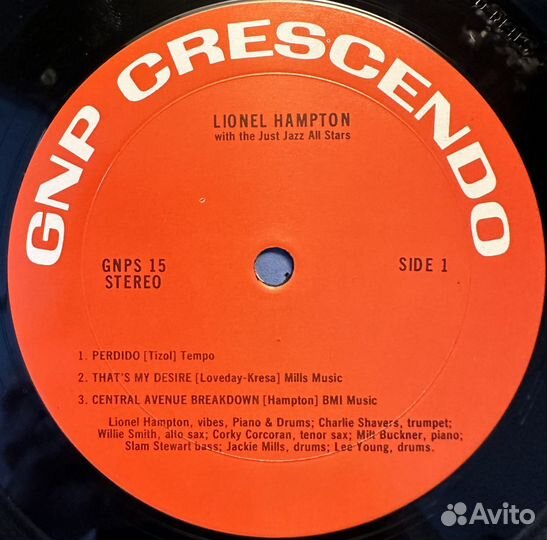 GNP CRESCENDO
LIONEL HAMPTON
with the Just Jazz All Stars
GNPS 15
STEREO
SIDE 1
1. PERDIDO [Tizol] Tempo
2. THAT'S MY DESIRE [Loveday-Kresa] Mills Music
3. CENTRAL AVENUE BREAKDOWN [Hampton] BMI Music
Lionel Hampton, vibes, Piano & Drums; Charlie Shavers, trumpet;
Willie Smith, alto sax; Corky Corcoran, tenor sax; Milt Buckner, piano;
Slam Stewart bass; Jackie Mills, drums; Lee Young, drums.
Avito